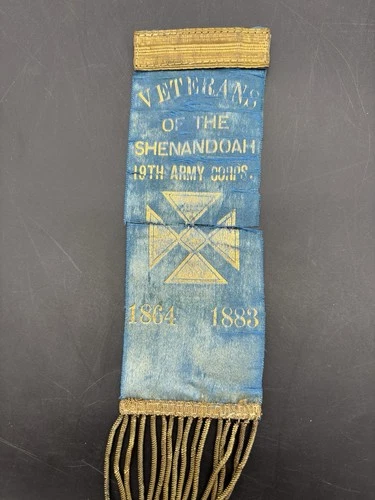 VETERANS
OF THE
SHENANDOAH
19TH ARMY CORPS.
1864 1883